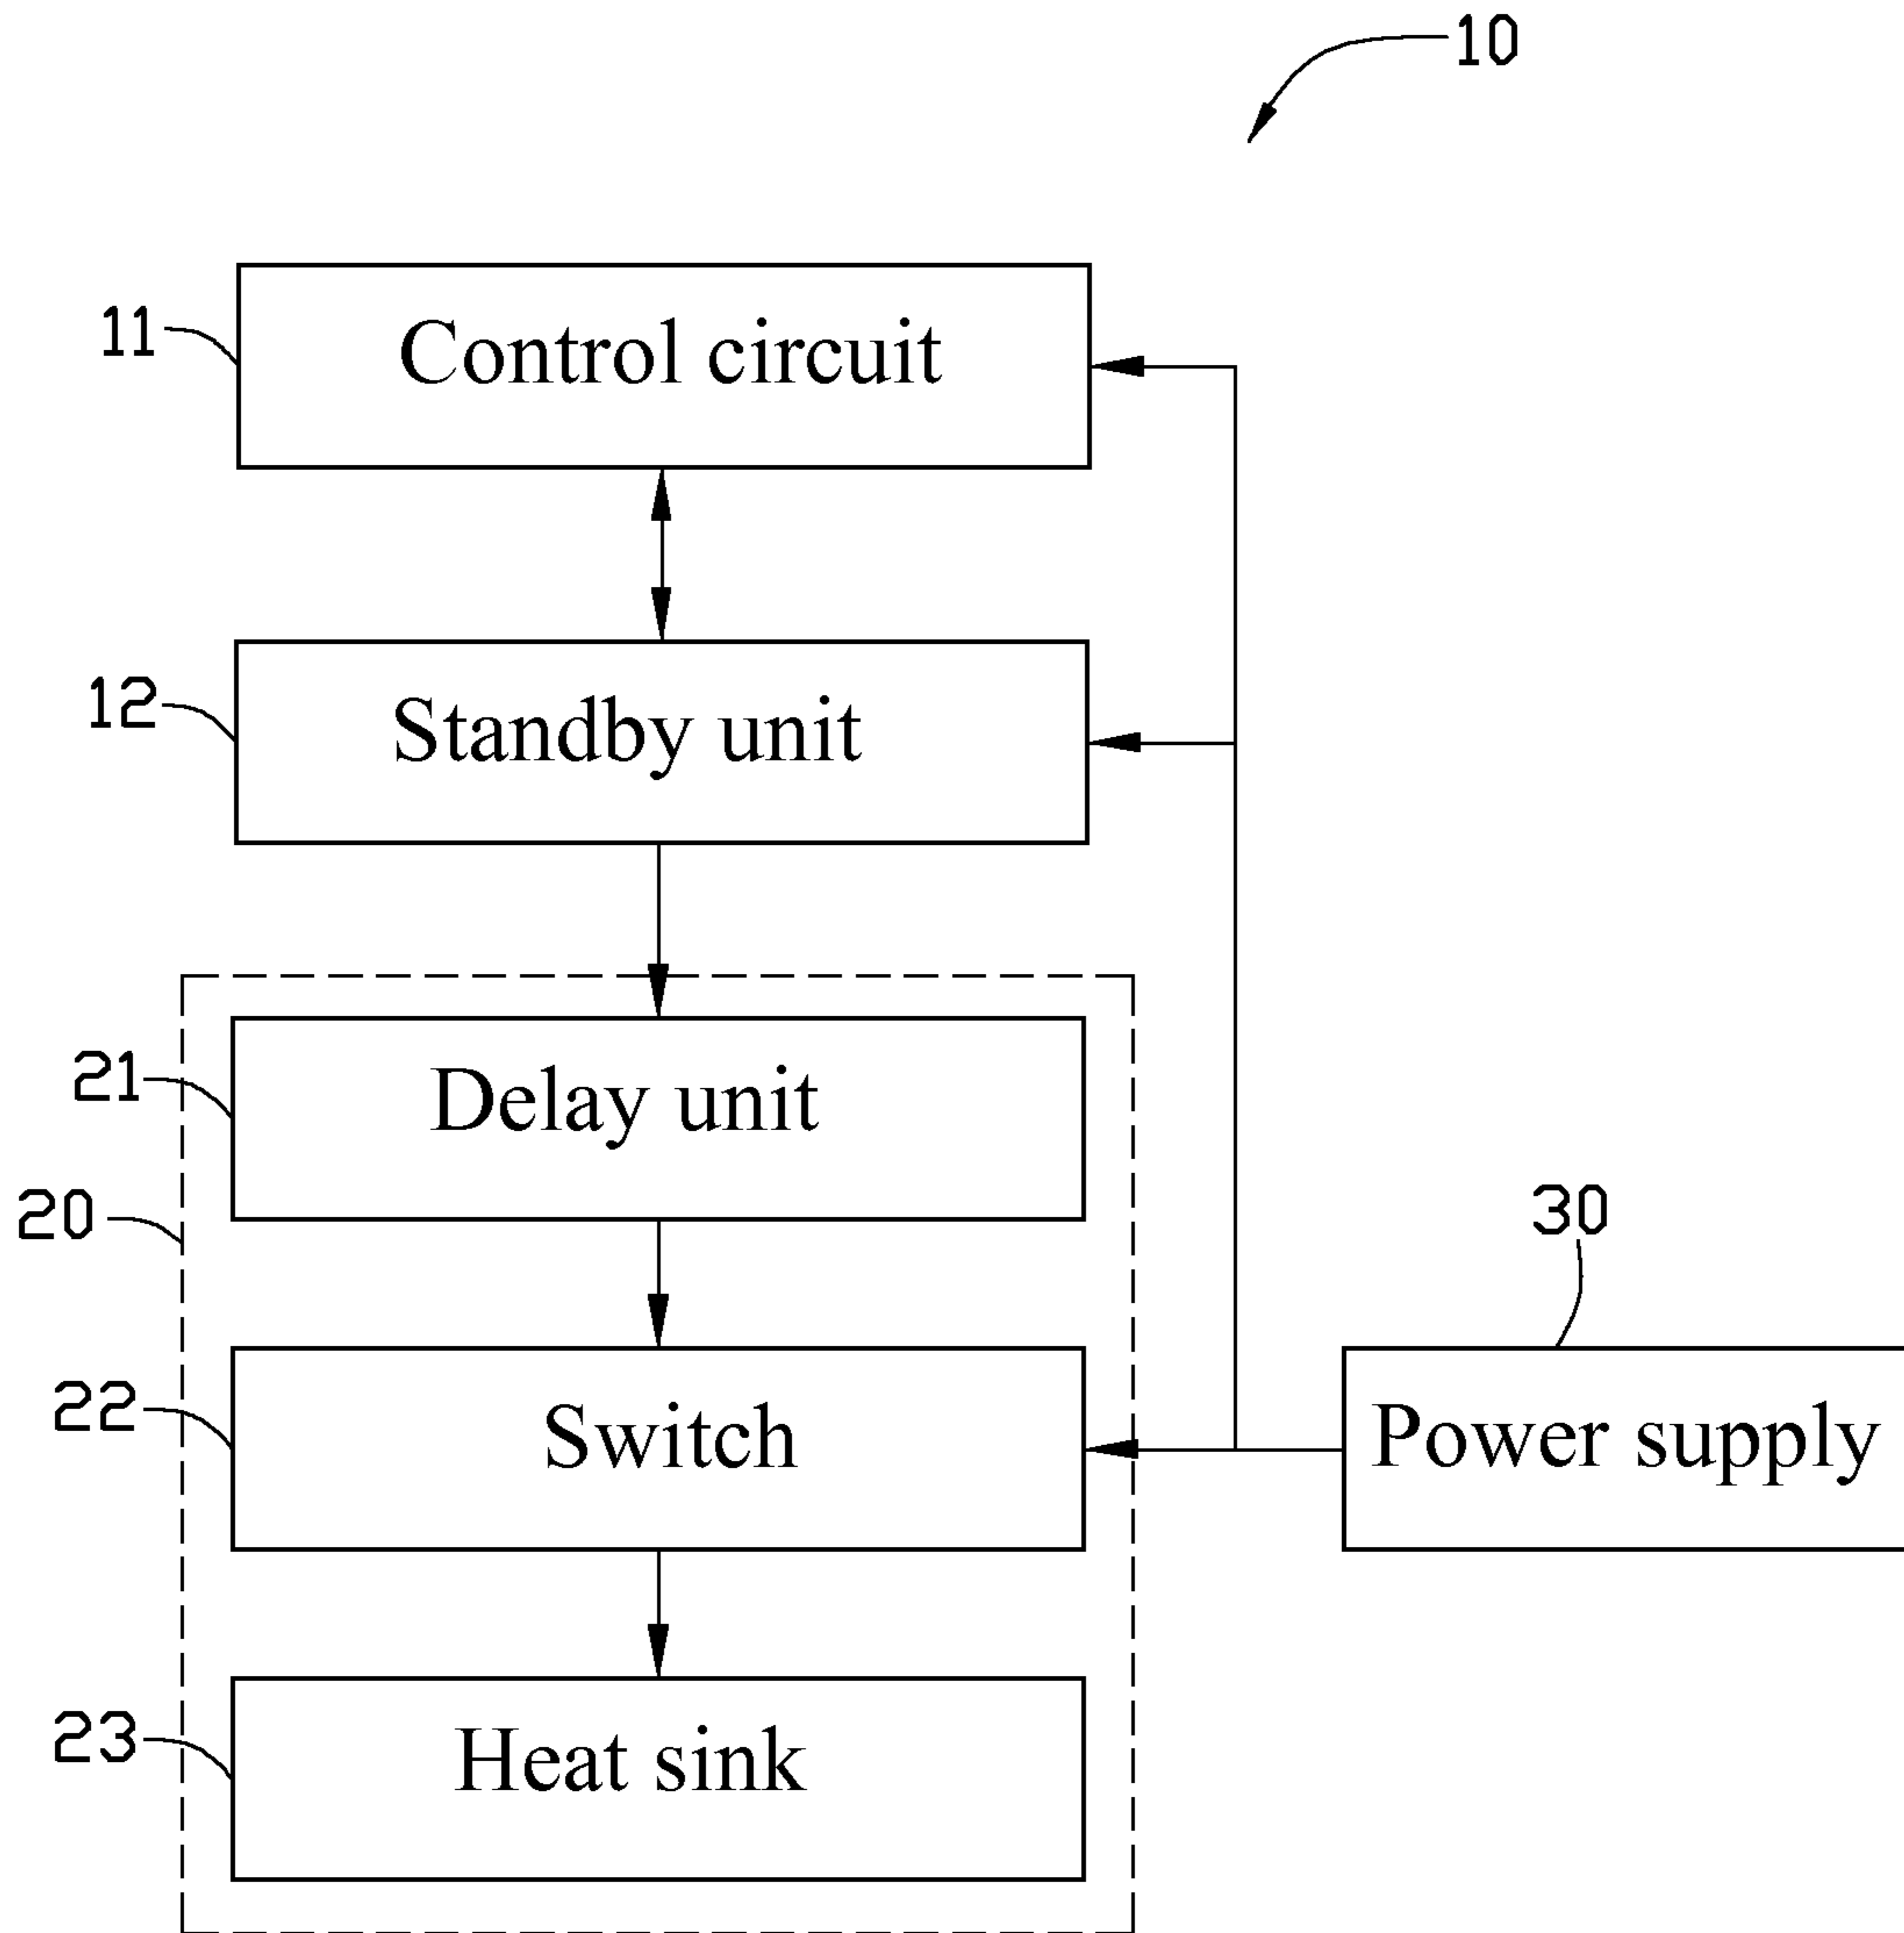 10
11
Control circuit
12
Standby unit
21
Delay unit
20
30
22
Switch
Power supply
23
Heat sink